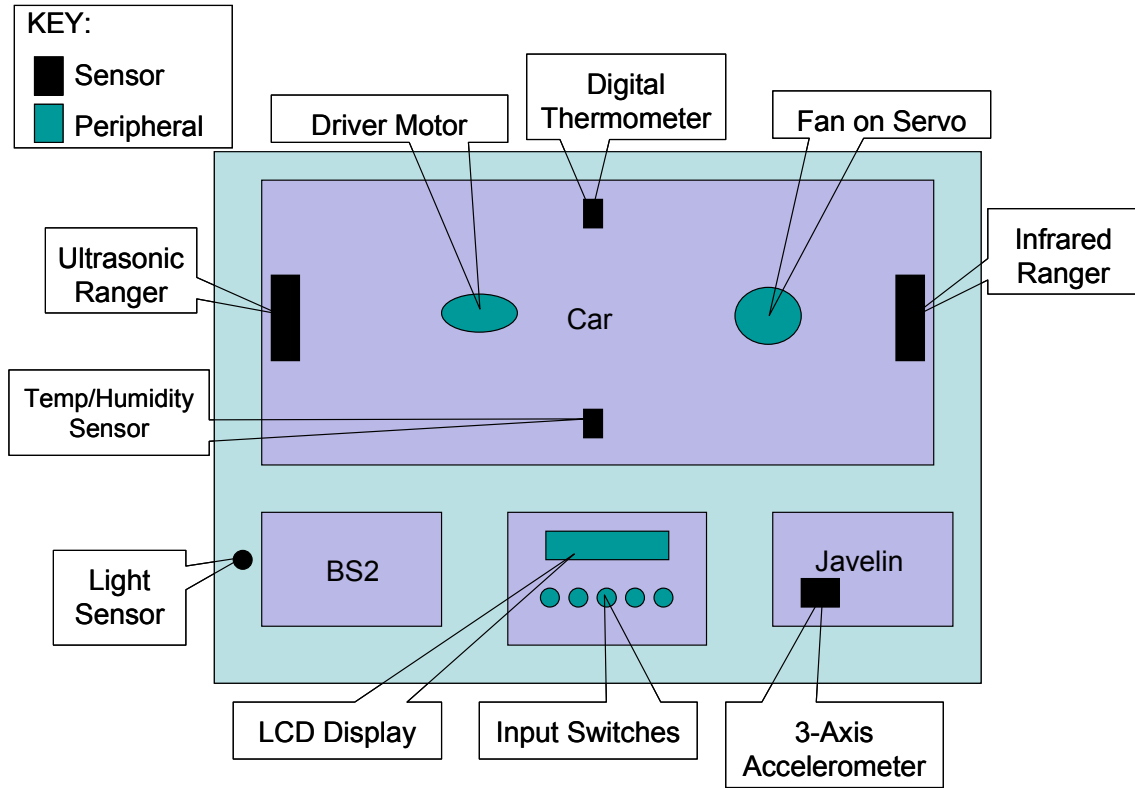 KEY:
Sensor
Peripheral
Driver Motor
Digital
Thermometer
Fan on Servo
Ultrasonic
Ranger
Infrared
Ranger
Car
Temp/Humidity
Sensor
Light
Sensor
BS2
Javelin
LCD Display
Input Switches
3-Axis
Accelerometer